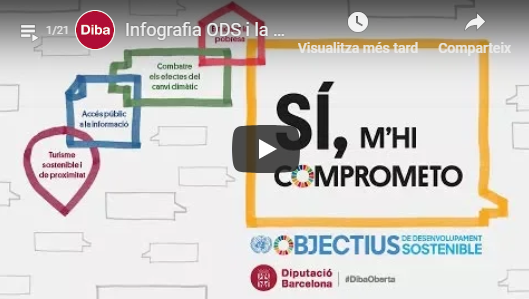 1/21
Diba
Infografia ODS i la ...
Visualitza més tard
Comparteix
pobresa
Combatre
els efectes del
canvi climàtic
Accés públic
a la informació
Turisme
sostenible i
de proximitat
SÍ, M'HI
COMPROMETO
OBJECTIUS DE DESENVOLUPAMENT
SOSTENIBLE
Diputació
Barcelona
#DibaOberta